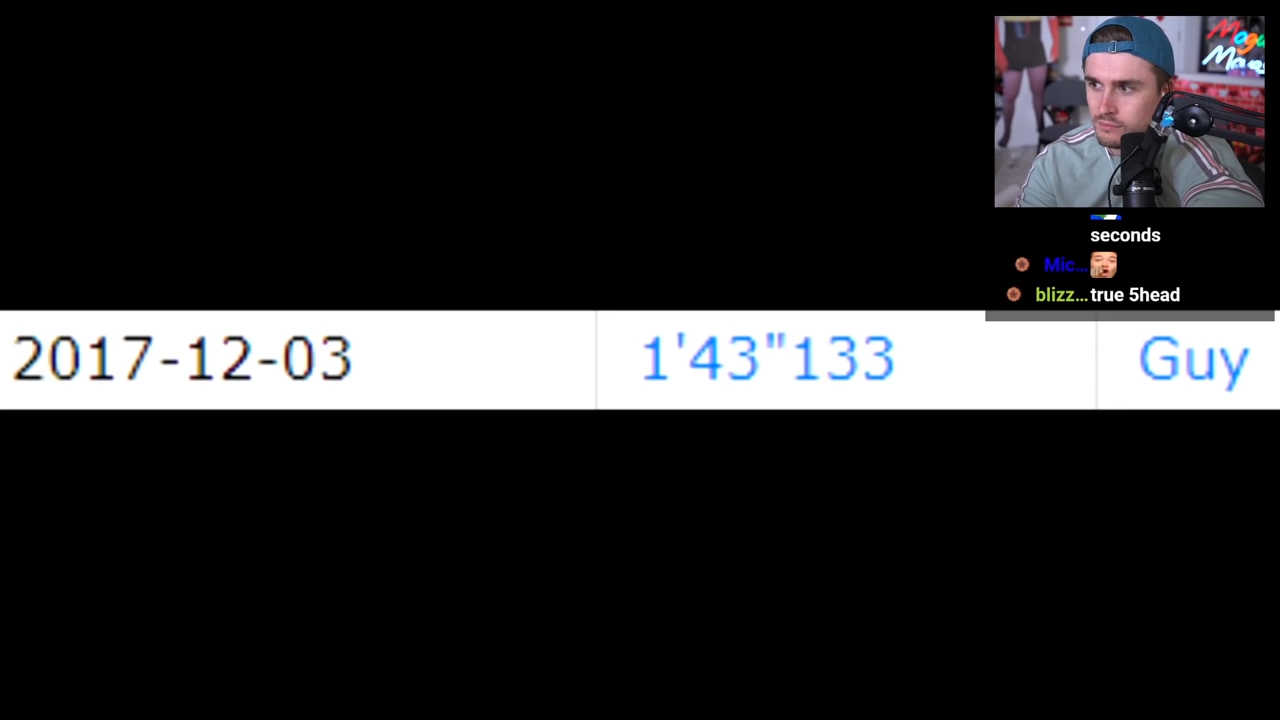 seconds
Mic...
blizz... true 5head
2017-12-03 1'43"133 Guy